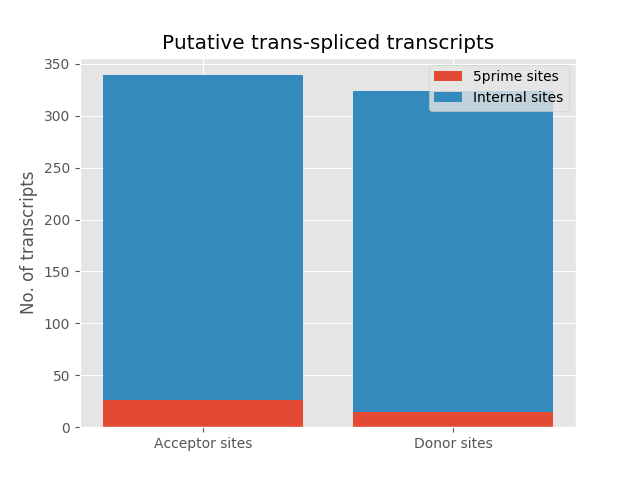 Putative trans-spliced transcripts
5prime sites
Internal sites
No. of transcripts
350
300
250
200
150
100
50
0
Acceptor sites
Donor sites